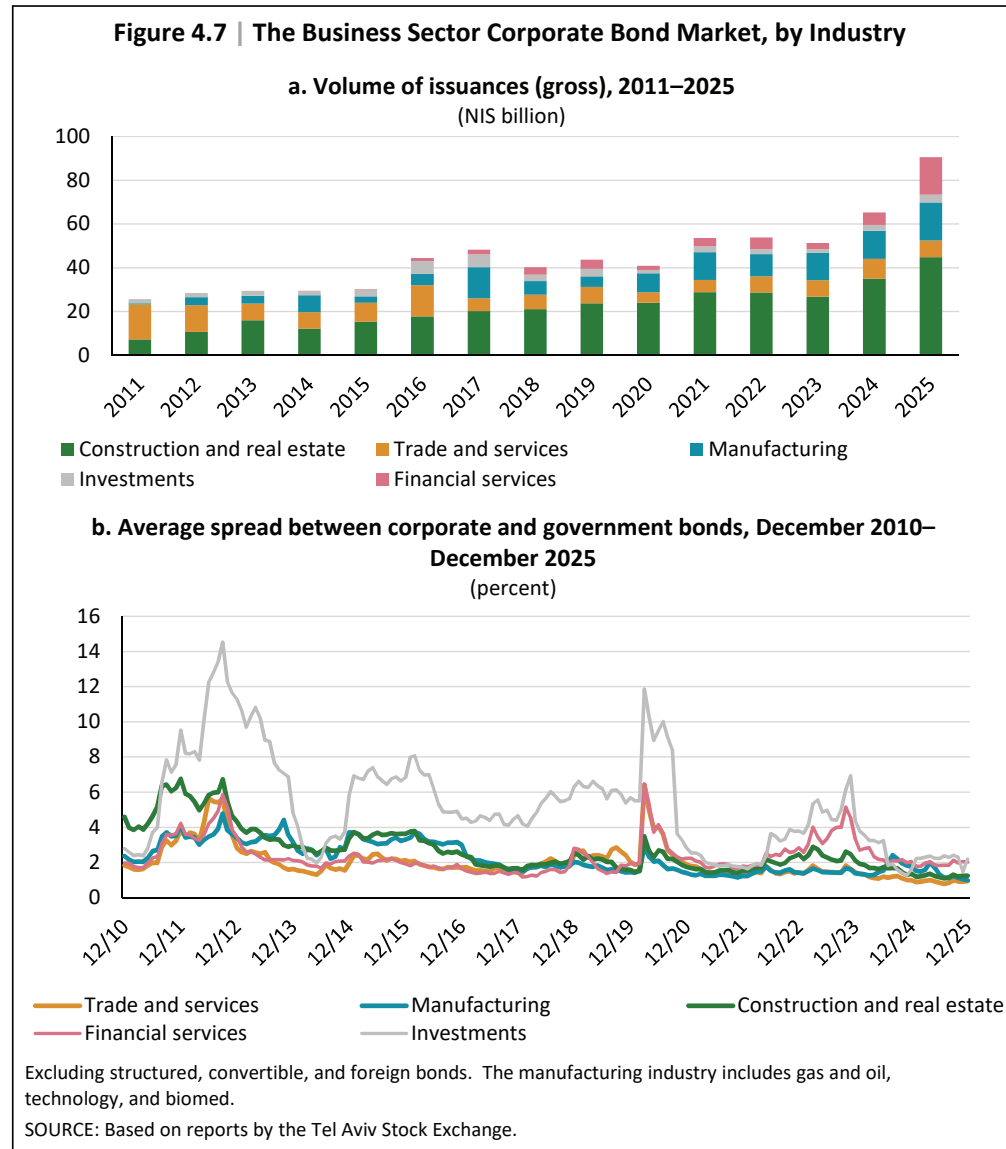 Figure 4.7 | The Business Sector Corporate Bond Market, by Industry
a. Volume of issuances (gross), 2011–2025
(NIS billion)
100
80
60
40
20
0
2011 2012 2013 2014 2015 2016 2017 2018 2019 2020 2021 2022 2023 2024 2025
Construction and real estate Trade and services Manufacturing
Investments Financial services
b. Average spread between corporate and government bonds, December 2010–
December 2025
(percent)
16
14
12
10
8
6
4
2
0
12/10 12/11 12/12 12/13 12/14 12/15 12/16 12/17 12/18 12/19 12/20 12/21 12/22 12/23 12/24 12/25
Trade and services Manufacturing Construction and real estate
Financial services Investments
Excluding structured, convertible, and foreign bonds. The manufacturing industry includes gas and oil,
technology, and biomed.
SOURCE: Based on reports by the Tel Aviv Stock Exchange.